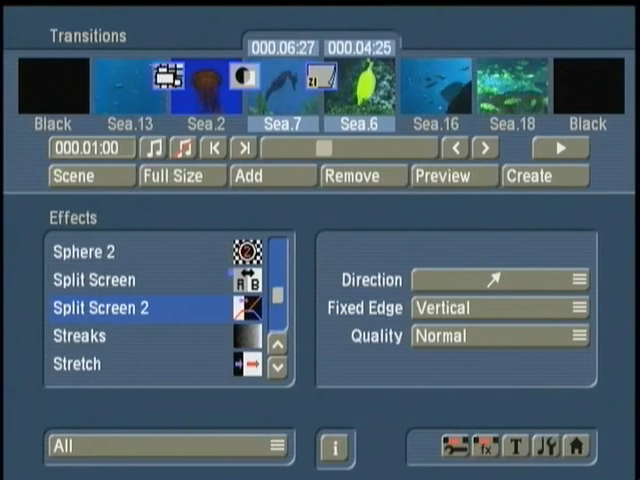 Transitions
000.06:27 000.04:25
Black Sea.13 Sea.2 Sea.7 Sea.6 Sea.16 Sea.18 Black
000.01:00
Scene Full Size Add Remove Preview Create
Effects
Sphere 2
Split Screen
Split Screen 2
Streaks
Stretch
Direction
Fixed Edge Vertical
Quality Normal
All
i
fx T